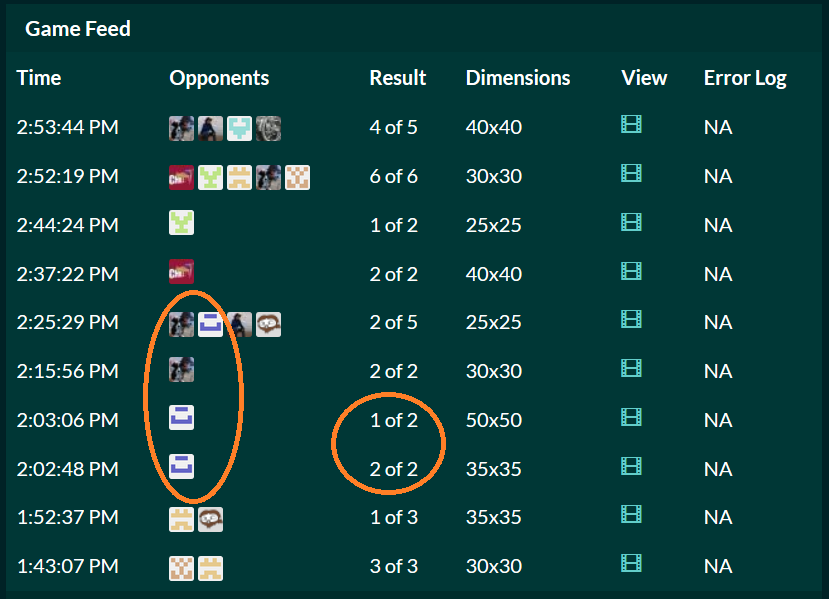 Game Feed
Time Opponents Result Dimensions View Error Log
2:53:44 PM 4 of 5 40x40 NA
2:52:19 PM 6 of 6 30x30 NA
2:44:24 PM 1 of 2 25x25 NA
2:37:22 PM 2 of 2 40x40 NA
2:25:29 PM 2 of 5 25x25 NA
2:15:56 PM 2 of 2 30x30 NA
2:03:06 PM 1 of 2 50x50 NA
2:02:48 PM 2 of 2 35x35 NA
1:52:37 PM 1 of 3 35x35 NA
1:43:07 PM 3 of 3 30x30 NA